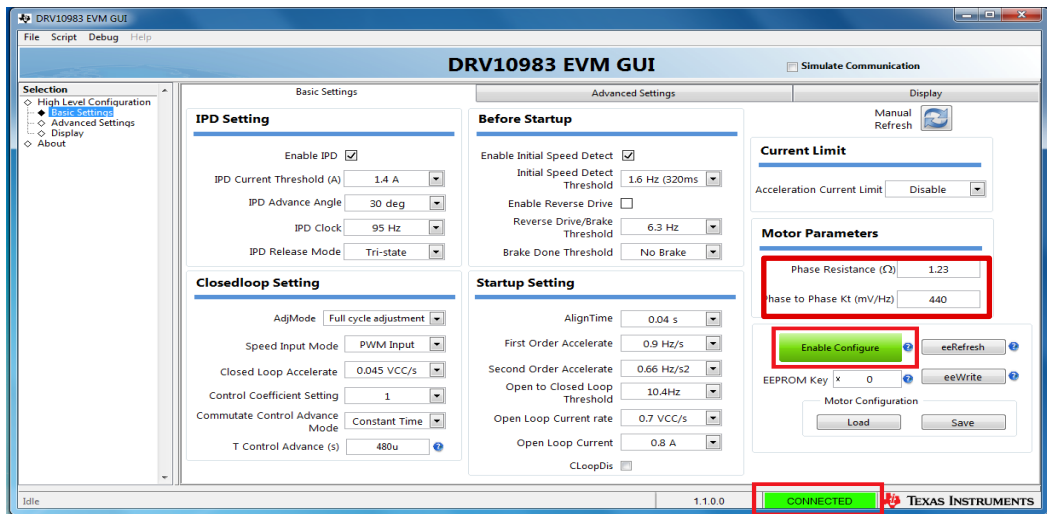 DRV10983 EVM GUI
File Script Debug Help
DRV10983 EVM GUI
Simulate Communication
Selection
High Level Configuration
Basic Settings
Advanced Settings
Display
About
Basic Settings
Advanced Settings
Display
IPD Setting
Enable IPD
IPD Current Threshold (A) 1.4 A
IPD Advance Angle 30 deg
IPD Clock 95 Hz
IPD Release Mode Tri-state
Closedloop Setting
AdjMode Full cycle adjustment
Speed Input Mode PWM Input
Closed Loop Accelerate 0.045 VCC/s
Control Coefficient Setting 1
Commutate Control Advance
Mode Constant Time
T Control Advance (s) 480u ?
Before Startup
Enable Initial Speed Detect
Initial Speed Detect
Threshold 1.6 Hz (320ms
Enable Reverse Drive
Reverse Drive/Brake
Threshold 6.3 Hz
Brake Done Threshold No Brake
Startup Setting
AlignTime 0.04 s
First Order Accelerate 0.9 Hz/s
Second Order Accelerate 0.66 Hz/s2
Open to Closed Loop
Threshold 10.4Hz
Open Loop Current rate 0.7 VCC/s
Open Loop Current 0.8 A
CLoopDis
Manual
Refresh
Current Limit
Acceleration Current Limit Disable
Motor Parameters
Phase Resistance (Ω) 1.23
Phase to Phase Kt (mV/Hz) 440
Enable Configure ? eeRefresh ?
EEPROM Key x 0 ? eeWrite ?
Motor Configuration
Load Save
Idle 1.1.0.0 CONNECTED TEXAS INSTRUMENTS